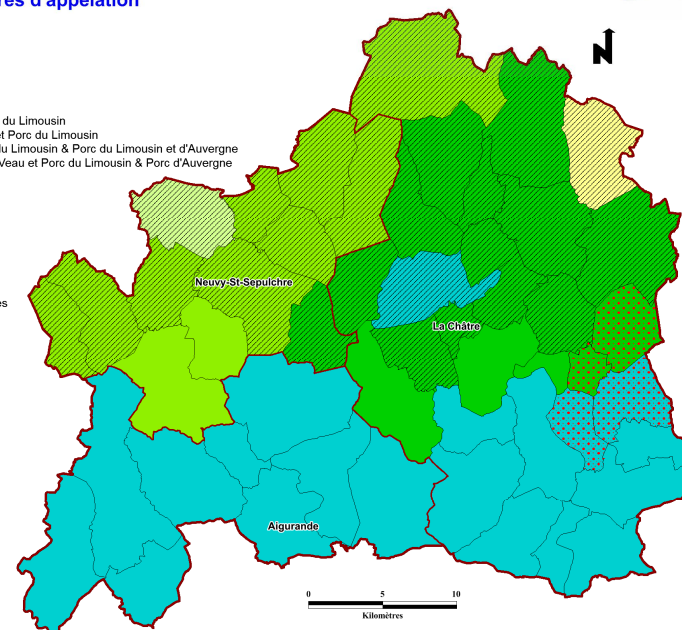 res d'appelation
N
du Limousin
et Porc du Limousin
du Limousin & Porc du Limousin et d'Auvergne
Veau et Porc du Limousin & Porc d'Auvergne
Neuvy-St-Sepulchre
es
La Châtre
Aigurande
0 5 10
Kilomètres